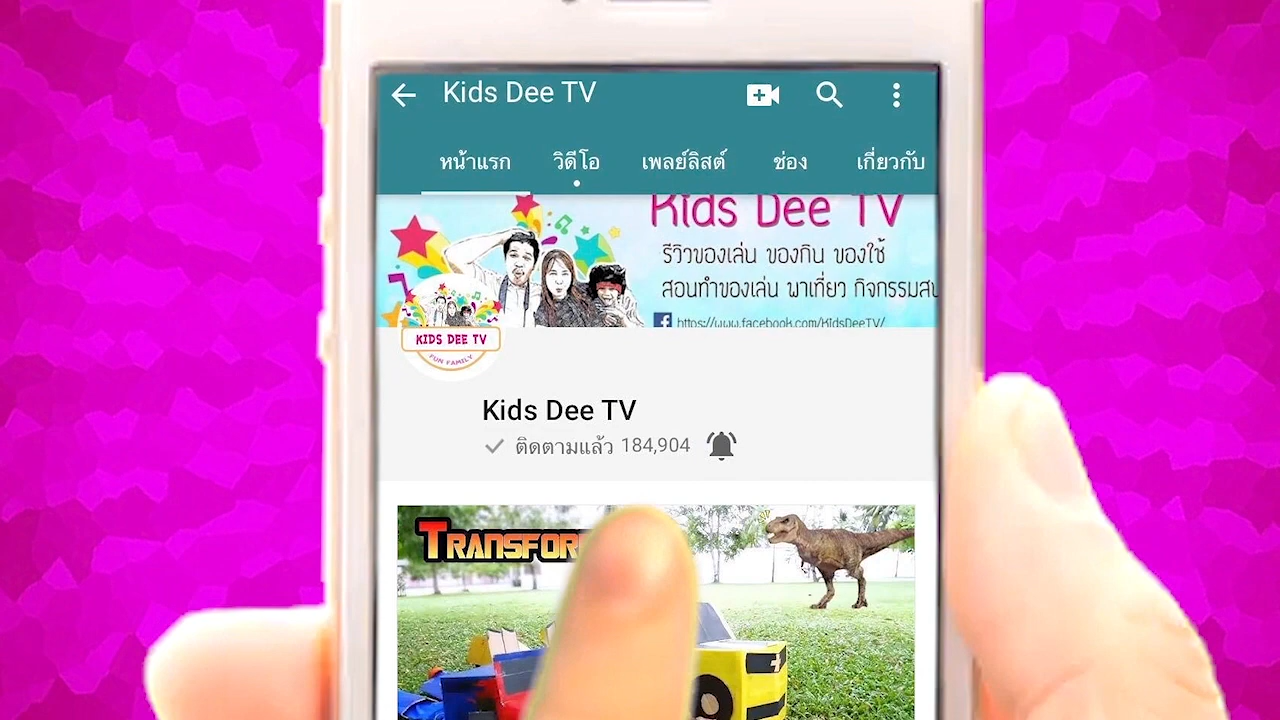 Kids Dee TV
หน้าแรก วิดีโอ เพลย์ลิสต์ ช่อง เกี่ยวกับ
Kids Dee TV
รีวิวของเล่น ของกิน ของใช้
สอนทำของเล่น พาเที่ยว กิจกรรมสน
https://www.facebook.com/KidsDeeTV/
KIDS DEE TV
FUN FAMILY
Kids Dee TV
ติดตามแล้ว 184,904
TRANSFOR